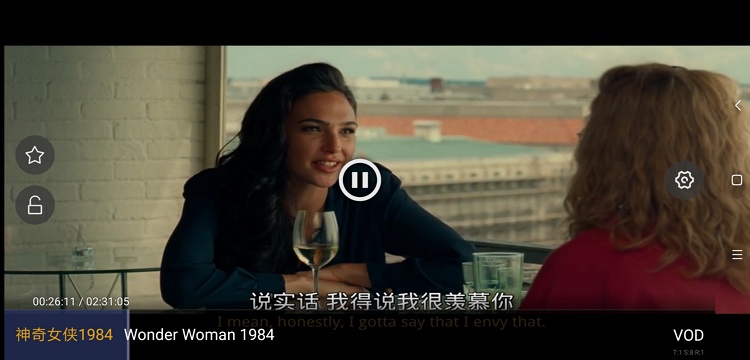 00:26:11 / 02:31:05
说实话 我得说我很羡慕你
I mean, honestly, I gotta say that I envy that.
神奇女侠1984 Wonder Woman 1984
VOD